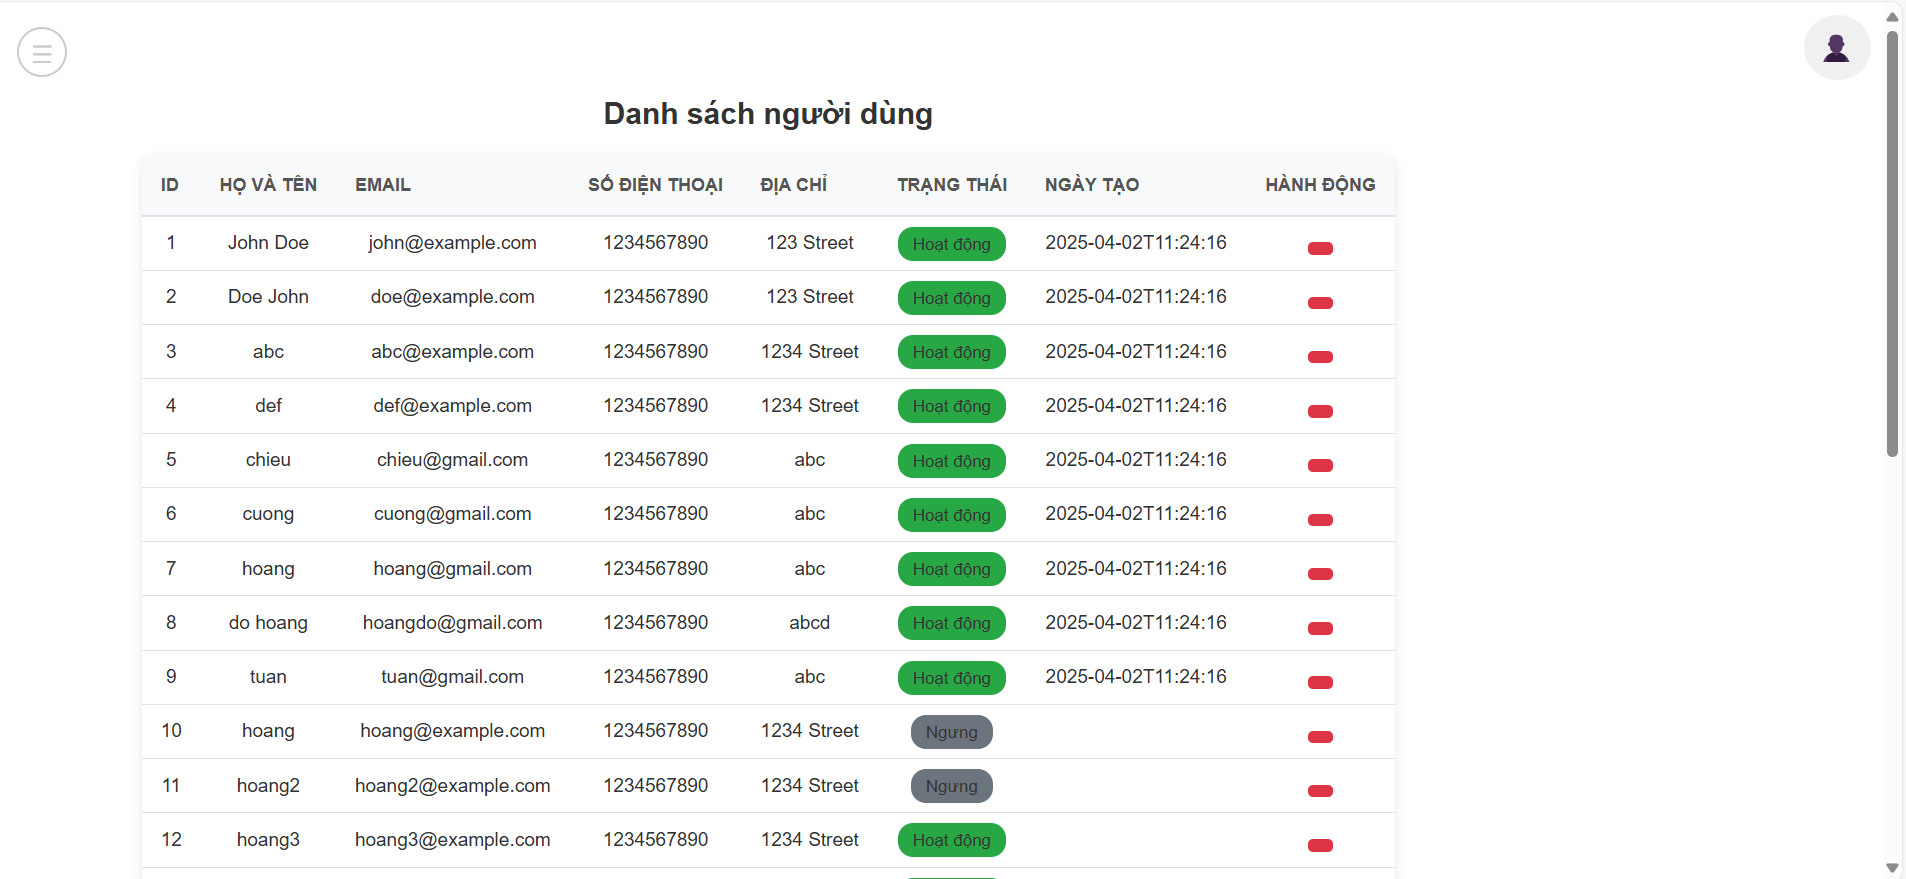 Danh sách người dùng
ID HỌ VÀ TÊN EMAIL SỐ ĐIỆN THOẠI ĐỊA CHỈ TRẠNG THÁI NGÀY TẠO HÀNH ĐỘNG
1 John Doe john@example.com 1234567890 123 Street Hoạt động 2025-04-02T11:24:16
2 Doe John doe@example.com 1234567890 123 Street Hoạt động 2025-04-02T11:24:16
3 abc abc@example.com 1234567890 1234 Street Hoạt động 2025-04-02T11:24:16
4 def def@example.com 1234567890 1234 Street Hoạt động 2025-04-02T11:24:16
5 chieu chieu@gmail.com 1234567890 abc Hoạt động 2025-04-02T11:24:16
6 cuong cuong@gmail.com 1234567890 abc Hoạt động 2025-04-02T11:24:16
7 hoang hoang@gmail.com 1234567890 abc Hoạt động 2025-04-02T11:24:16
8 do hoang hoangdo@gmail.com 1234567890 abcd Hoạt động 2025-04-02T11:24:16
9 tuan tuan@gmail.com 1234567890 abc Hoạt động 2025-04-02T11:24:16
10 hoang hoang@example.com 1234567890 1234 Street Ngưng
11 hoang2 hoang2@example.com 1234567890 1234 Street Ngưng
12 hoang3 hoang3@example.com 1234567890 1234 Street Hoạt động